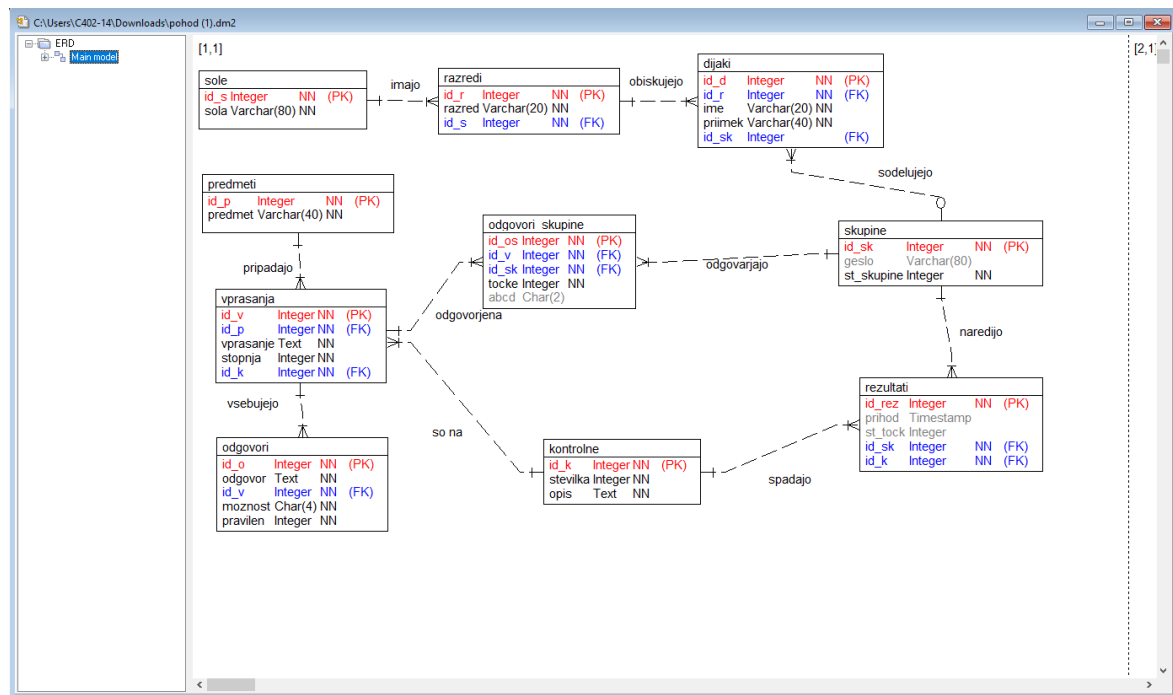 C:\Users\C402-14\Downloads\pohod (1).dm2
ERD
Main model
[1,1]
[2,1]
sole
id_s Integer NN (PK)
sola Varchar(80) NN
imajo
razredi
id_r Integer NN (PK)
razred Varchar(20) NN
id_s Integer NN (FK)
obiskujejo
dijaki
id_d Integer NN (PK)
id_r Integer NN (FK)
ime Varchar(20) NN
priimek Varchar(40) NN
id_sk Integer (FK)
sodelujejo
predmeti
id_p Integer NN (PK)
predmet Varchar(40) NN
pripadajo
odgovori_skupine
id_os Integer NN (PK)
id_v Integer NN (FK)
id_sk Integer NN (FK)
tocke Integer NN
abcd Char(2)
odgovarjajo
skupine
id_sk Integer NN (PK)
geslo Varchar(80)
st_skupine Integer NN
vprasanja
id_v Integer NN (PK)
id_p Integer NN (FK)
vprasanje Text NN
stopnja Integer NN
id_k Integer NN (FK)
odgovorjena
naredijo
vsebujejo
so na
rezultati
id_rez Integer NN (PK)
prihod Timestamp
st_tock Integer
id_sk Integer NN (FK)
id_k Integer NN (FK)
odgovori
id_o Integer NN (PK)
odgovor Text NN
id_v Integer NN (FK)
moznost Char(4) NN
pravilen Integer NN
kontrolne
id_k Integer NN (PK)
stevilka Integer NN
opis Text NN
spadajo